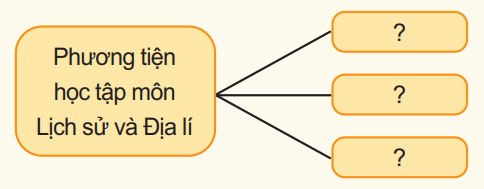 Phương tiện
học tập môn
Lịch sử và Địa lí
?
?
?